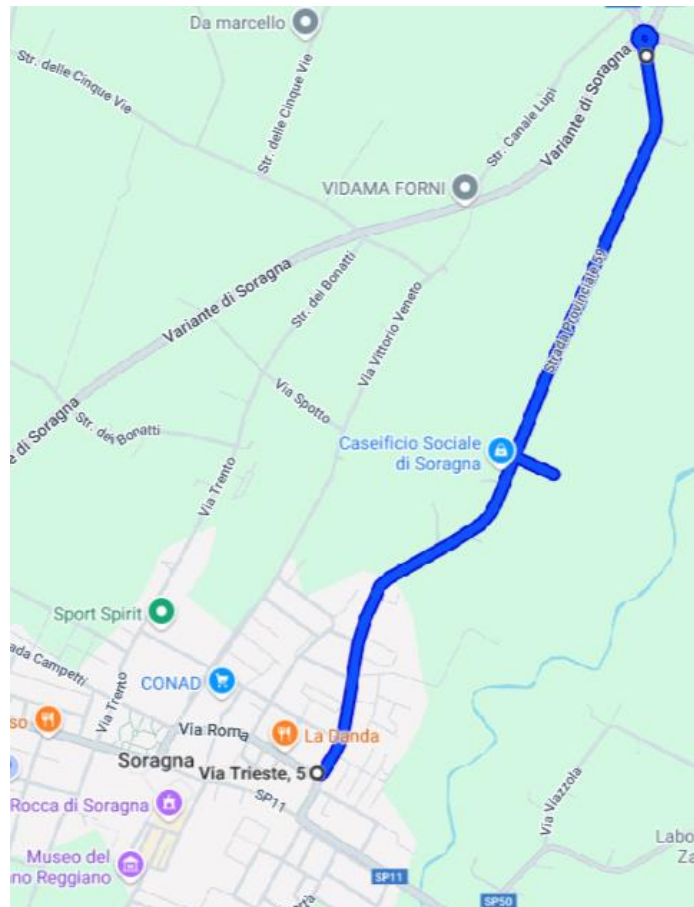 Da marcello
Str. delle Cinque Vie
Str. delle Cinque Vie
Variante di Soragna
Str. Canale Lupi
VIDAMA FORNI
Variante di Soragna
Str. dei Bonatti
Strada Provinciale 59
Via Vittorio Veneto
Via Spotto
Str. dei Bonatti
di Soragna
Caseificio Sociale
di Soragna
Via Trento
Sport Spirit
ada Campetti
CONAD
Via Trento
Via Roma
so
La Danda
Soragna
Via Trieste, 5
SP11
Rocca di Soragna
Via Viazzola
Museo del
no Reggiano
Labo
Za
SP11
SP50